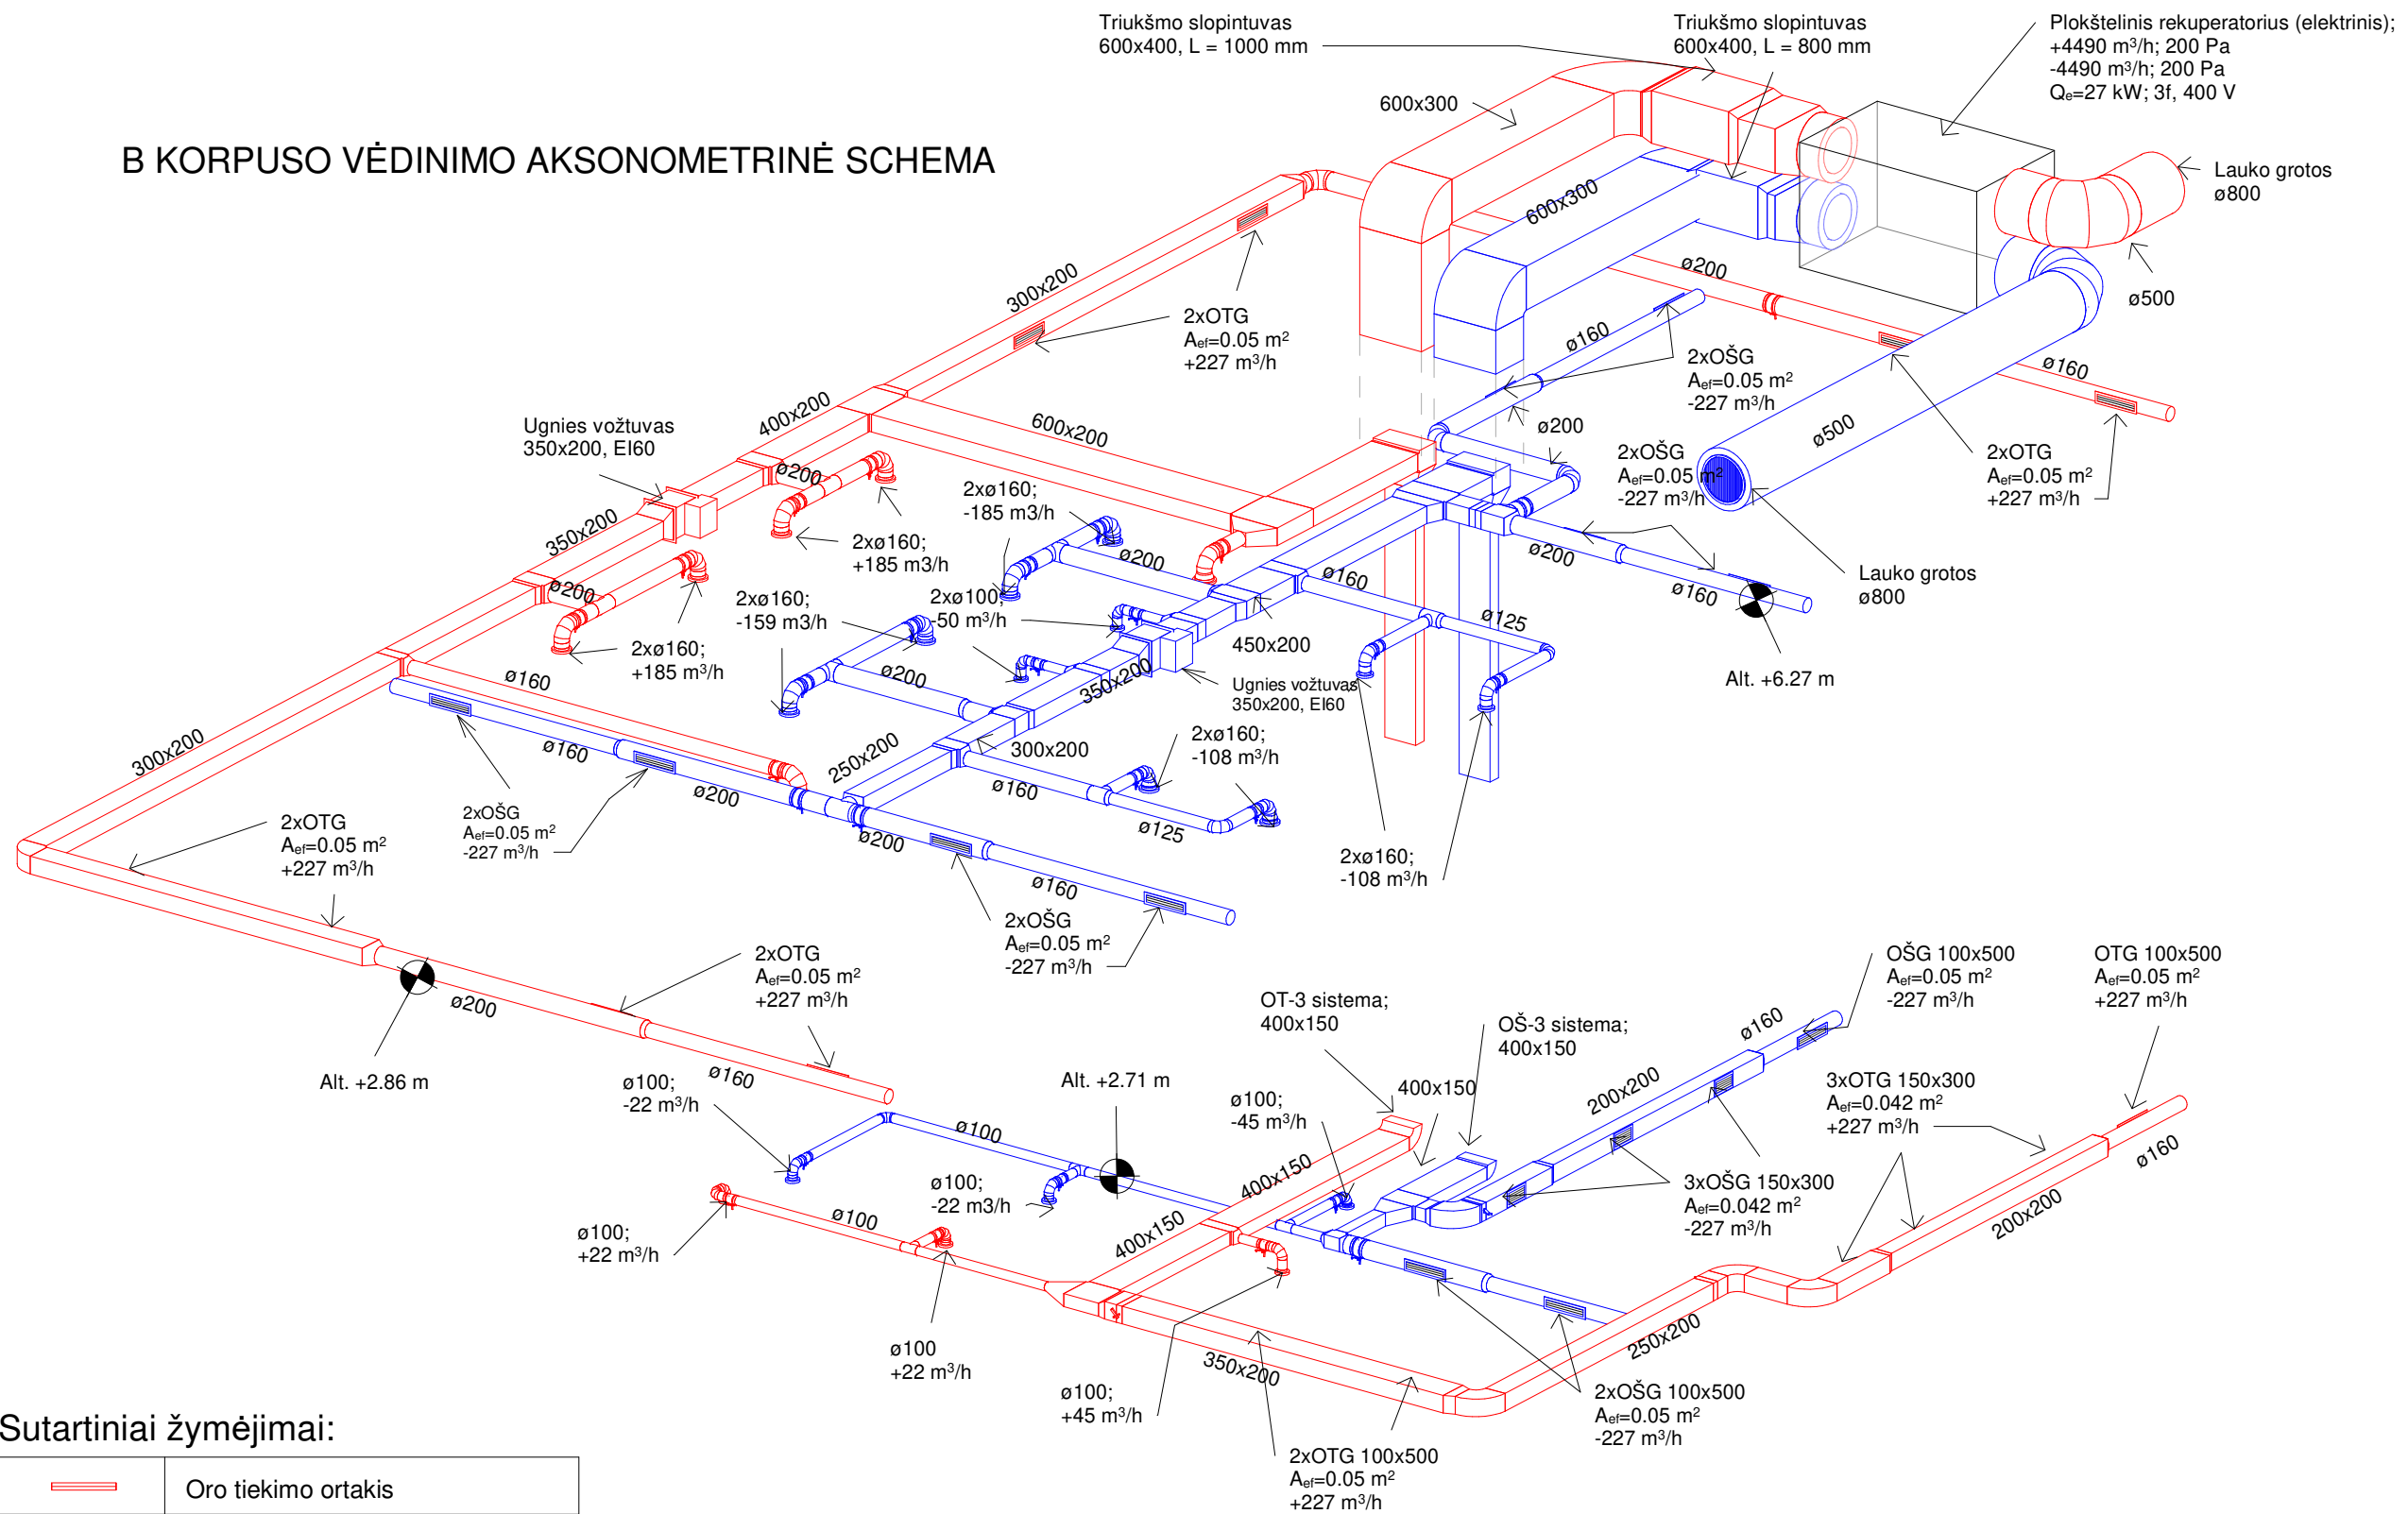 Triukšmo slopintuvas
600x400, L = 1000 mm
Triukšmo slopintuvas
600x400, L = 800 mm
Plokštelinis rekuperatorius (elektrinis);
+4490 m³/h; 200 Pa
-4490 m³/h; 200 Pa
Qe=27 kW; 3f, 400 V
600x300
B KORPUSO VĖDINIMO AKSONOMETRINĖ SCHEMA
Lauko grotos
ø800
600x300
300x200
ø200
ø500
2xOTG
Aef=0.05 m²
+227 m³/h
ø160
2xOŠG
Aef=0.05 m²
-227 m³/h
ø160
400x200
Ugnies vožtuvas
350x200, EI60
600x200
ø200
ø500
2xOŠG
Aef=0.05 m²
-227 m³/h
2xOTG
Aef=0.05 m²
+227 m³/h
ø200
2xø160;
-185 m3/h
350x200
2xø160;
+185 m3/h
ø200
ø200
ø160
ø160
Lauko grotos
ø800
ø200
2xø160;
-159 m3/h
2xø100;
-50 m³/h
ø125
450x200
2xø160;
+185 m³/h
ø160
ø200
350x200
Ugnies vožtuvas
350x200, EI60
Alt. +6.27 m
300x200
ø160
250x200
300x200
2xø160;
-108 m³/h
ø200
ø160
ø125
2xOŠG
Aef=0.05 m²
-227 m³/h
2xOTG
Aef=0.05 m²
+227 m³/h
ø200
2xø160;
-108 m³/h
ø160
2xOŠG
Aef=0.05 m²
-227 m³/h
2xOTG
Aef=0.05 m²
+227 m³/h
OŠG 100x500
Aef=0.05 m²
-227 m³/h
OTG 100x500
Aef=0.05 m²
+227 m³/h
ø200
OT-3 sistema;
400x150
OŠ-3 sistema;
400x150
ø160
Alt. +2.86 m
ø160
ø100;
-22 m³/h
Alt. +2.71 m
ø100;
-45 m³/h
400x150
200x200
3xOTG 150x300
Aef=0.042 m²
+227 m³/h
ø100
ø160
400x150
ø100;
-22 m3/h
3xOŠG 150x300
Aef=0.042 m²
-227 m³/h
200x200
ø100
400x150
ø100;
+22 m³/h
ø100
+22 m³/h
350x200
250x200
ø100;
+45 m³/h
2xOŠG 100x500
Aef=0.05 m²
-227 m³/h
2xOTG 100x500
Aef=0.05 m²
+227 m³/h
Sutartiniai žymėjimai:
Oro tiekimo ortakis